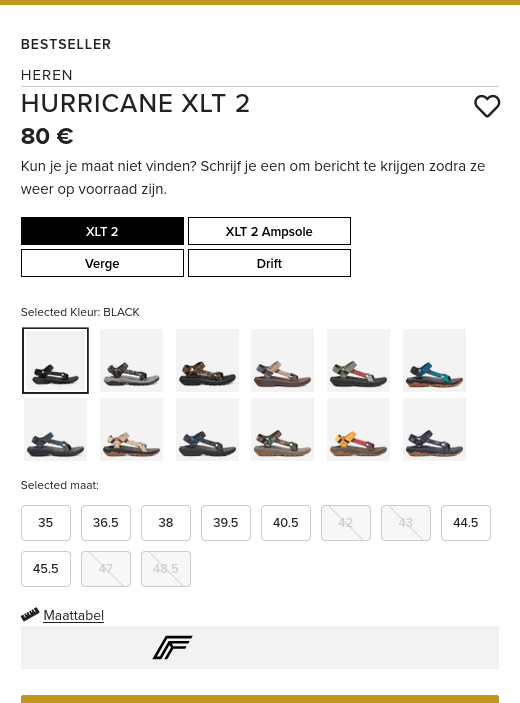 BESTSELLER
HEREN
HURRICANE XLT 2
80 €
Kun je je maat niet vinden? Schrijf je een om bericht te krijgen zodra ze
weer op voorraad zijn.
XLT 2
XLT 2 Ampsole
Verge
Drift
Selected Kleur: BLACK
Selected maat:
35 36.5 38 39.5 40.5 42 43 44.5
45.5 47 48.5
Maattabel